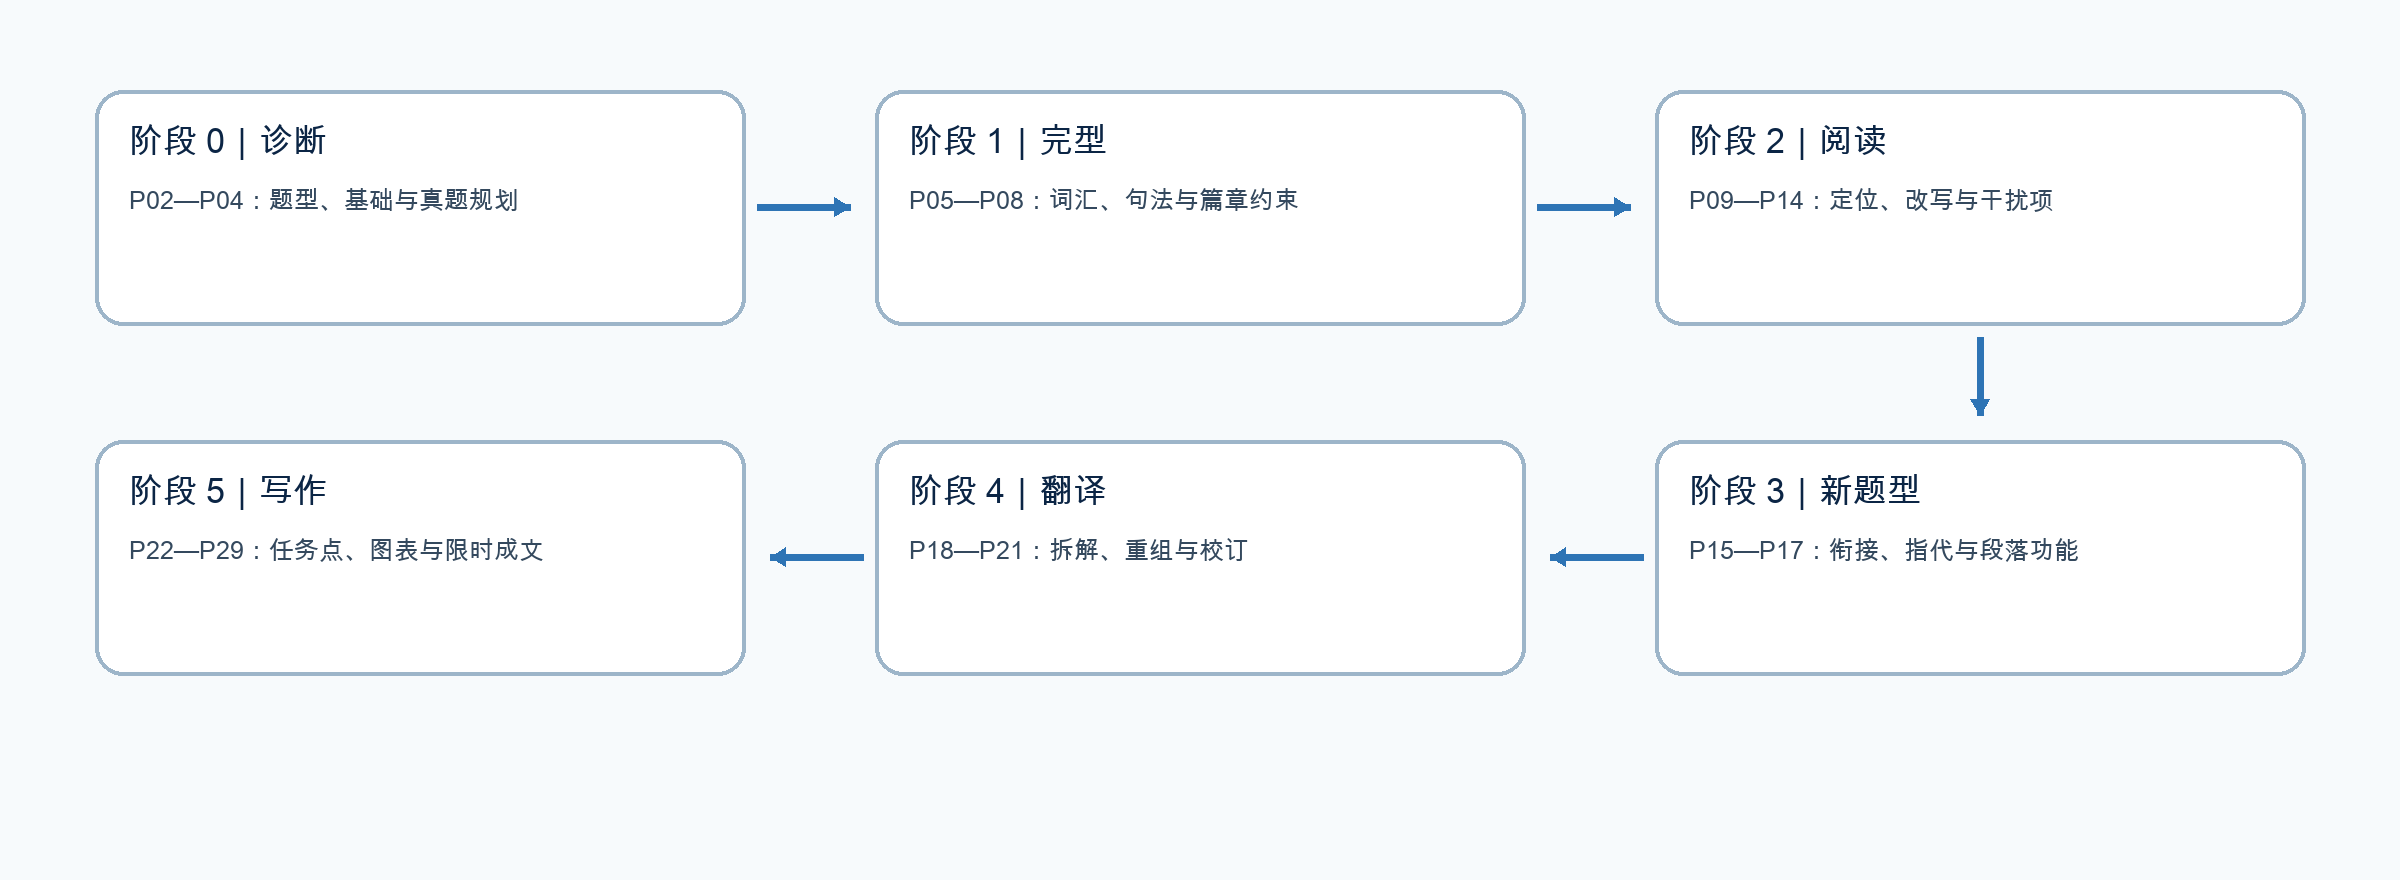 阶段 0｜诊断
P02—P04：题型、基础与真题规划
阶段 1｜完型
P05—P08：词汇、句法与篇章约束
阶段 2｜阅读
P09—P14：定位、改写与干扰项
阶段 3｜新题型
P15—P17：衔接、指代与段落功能
阶段 4｜翻译
P18—P21：拆解、重组与校订
阶段 5｜写作
P22—P29：任务点、图表与限时成文